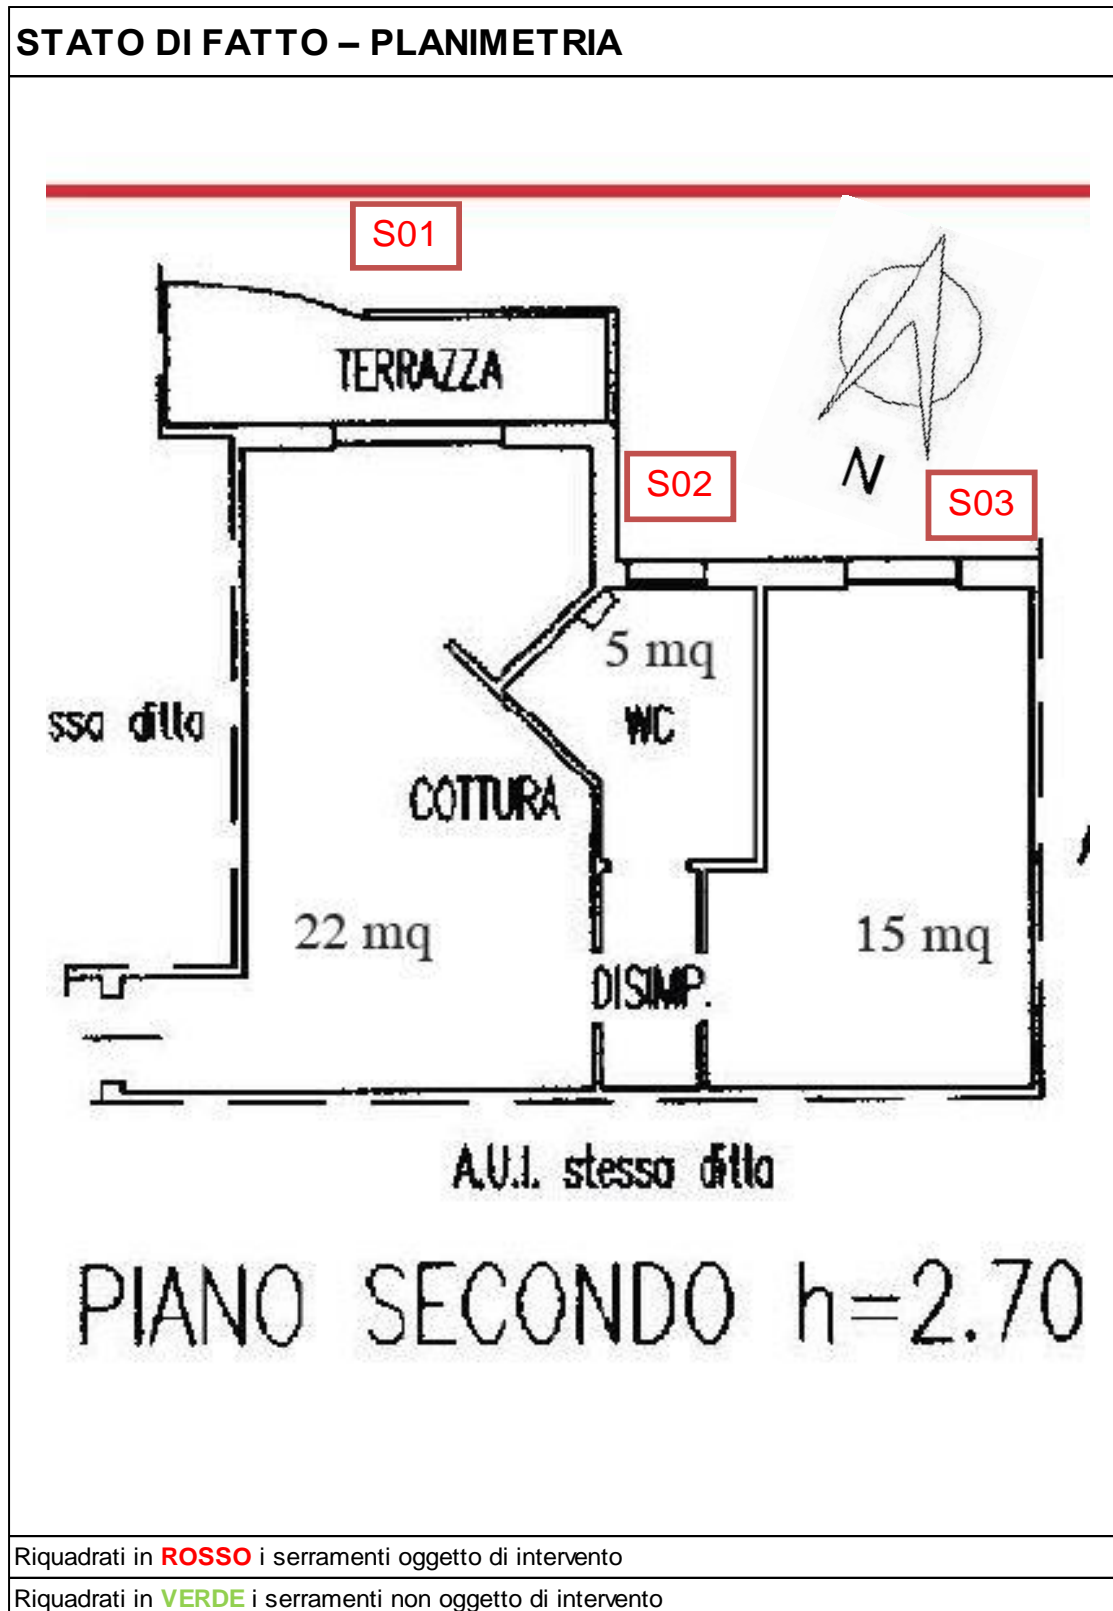 STATO DI FATTO – PLANIMETRIA
S01
TERRAZZA
S02
N
S03
5 mq
WC
ssa ditta
COTTURA
22 mq
15 mq
DISIMP.
A.U.I. stessa ditta
PIANO SECONDO h=2.70
Riquadrati in ROSSO i serramenti oggetto di intervento
Riquadrati in VERDE i serramenti non oggetto di intervento